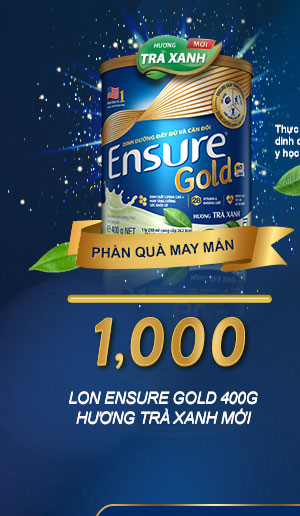 HƯƠNG MỚI
TRÀ XANH
DINH DƯỠNG ĐẦY ĐỦ VÀ CÂN ĐỐI
Ensure
Gold
HƯƠNG TRÀ XANH
400 g NET
Thực
dinh d
y học
PHẦN QUÀ MAY MẮN
1,000
LON ENSURE GOLD 400G
HƯƠNG TRÀ XANH MỚI